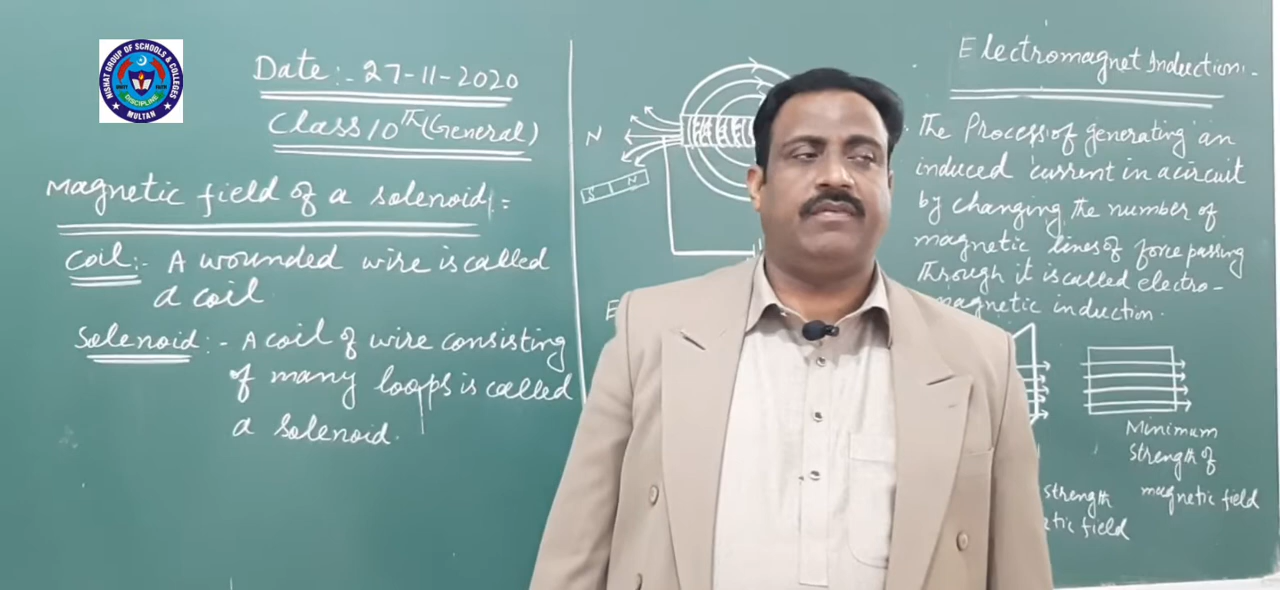 NISHAT GROUP OF SCHOOLS & COLLEGES
DISCIPLINE
MULTAN
Date:- 27-11-2020
Class 10th (General)
Magnetic field of a solenoid:=
Coil:- A wounded wire is called
a coil
Solenoid:- A coil of wire consisting
of many loops is called
a solenoid.
N
S N
E
Electromagnet Induction:-
The Process of generating an
induced current in a circuit
by changing the number of
magnetic lines of force passing
through it is called electro-
magnetic induction.
Minimum
strength of
magnetic field
strength
tic field